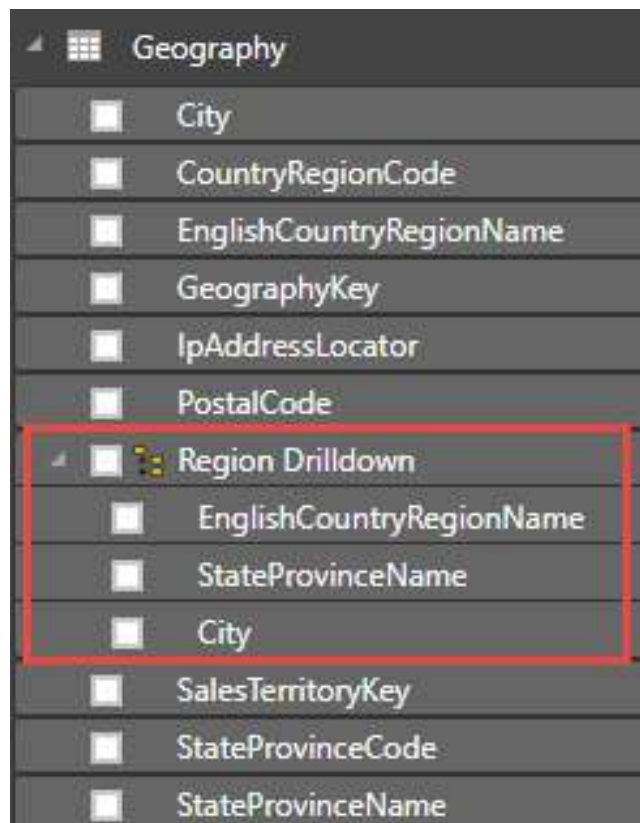 Geography
City
CountryRegionCode
EnglishCountryRegionName
GeographyKey
IpAddressLocator
PostalCode
Region Drilldown
EnglishCountryRegionName
StateProvinceName
City
SalesTerritoryKey
StateProvinceCode
StateProvinceName